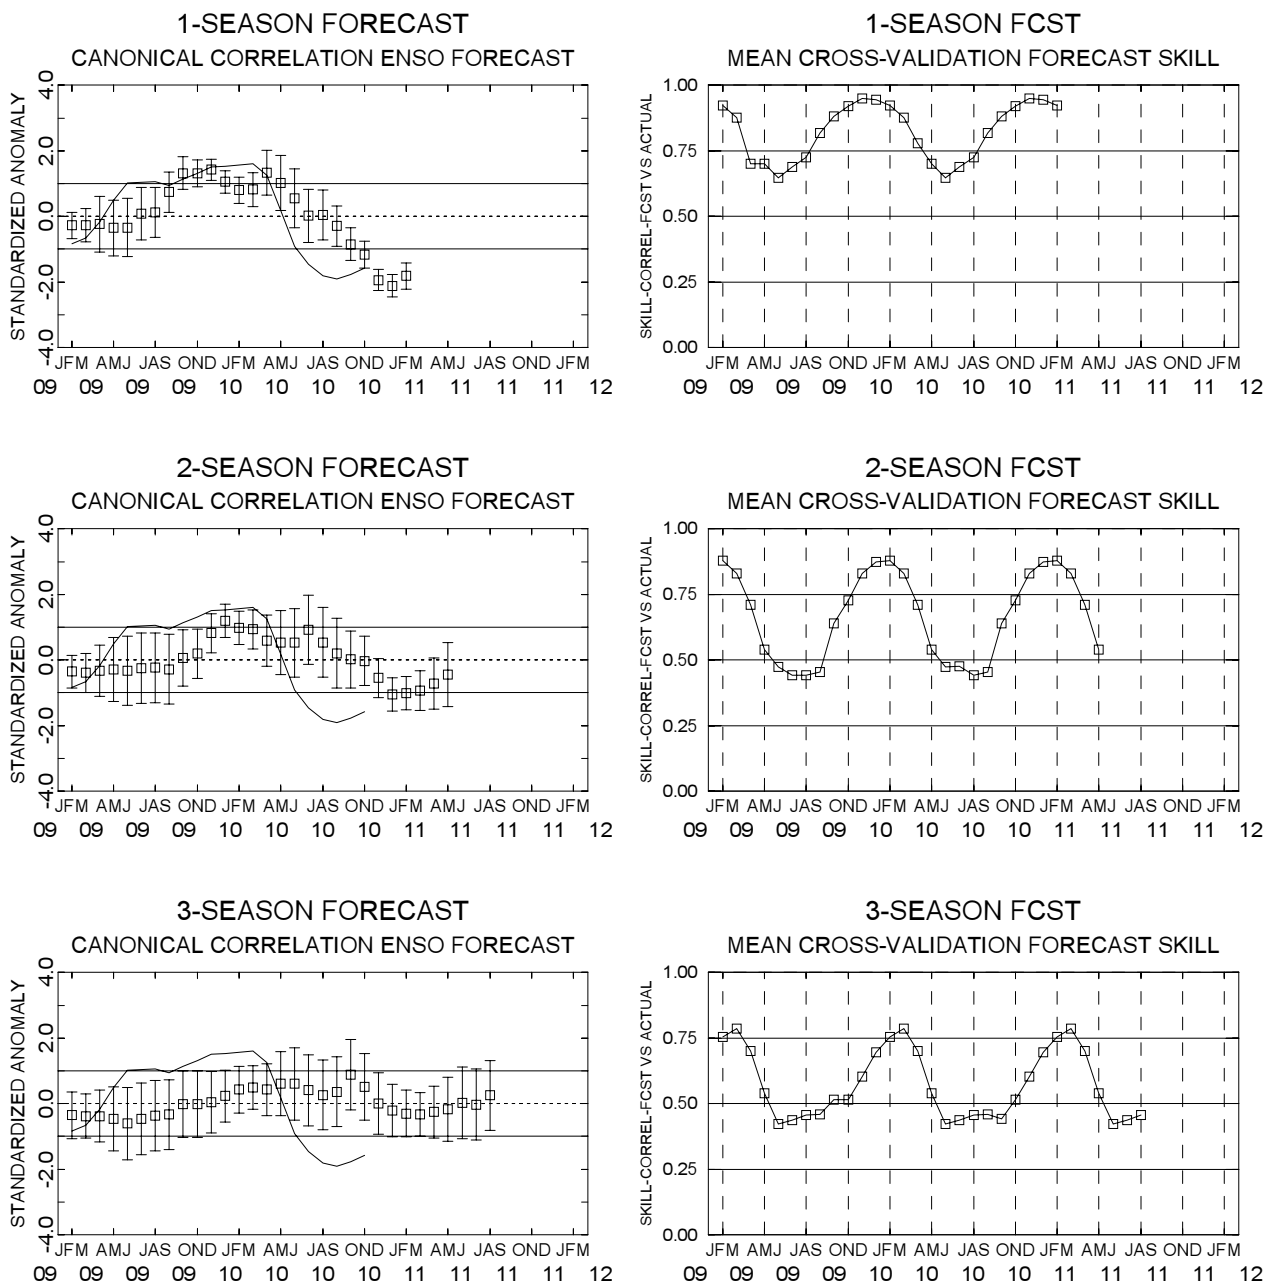 1-SEASON FORECAST
CANONICAL CORRELATION ENSO FORECAST
STANDARDIZED ANOMALY
4.0
2.0
0.0
-2.0
-4.0
JFM AMJ JAS OND JFM AMJ JAS OND JFM AMJ JAS OND JFM
09 09 09 09 10 10 10 10 11 11 11 11 12
1-SEASON FCST
MEAN CROSS-VALIDATION FORECAST SKILL
SKILL-CORREL-FCST VS ACTUAL
1.00
0.75
0.50
0.25
0.00
JFM AMJ JAS OND JFM AMJ JAS OND JFM AMJ JAS OND JFM
09 09 09 09 10 10 10 10 11 11 11 11 12
2-SEASON FORECAST
CANONICAL CORRELATION ENSO FORECAST
STANDARDIZED ANOMALY
4.0
2.0
0.0
-2.0
-4.0
JFM AMJ JAS OND JFM AMJ JAS OND JFM AMJ JAS OND JFM
09 09 09 09 10 10 10 10 11 11 11 11 12
2-SEASON FCST
MEAN CROSS-VALIDATION FORECAST SKILL
SKILL-CORREL-FCST VS ACTUAL
1.00
0.75
0.50
0.25
0.00
JFM AMJ JAS OND JFM AMJ JAS OND JFM AMJ JAS OND JFM
09 09 09 09 10 10 10 10 11 11 11 11 12
3-SEASON FORECAST
CANONICAL CORRELATION ENSO FORECAST
STANDARDIZED ANOMALY
4.0
2.0
0.0
-2.0
-4.0
JFM AMJ JAS OND JFM AMJ JAS OND JFM AMJ JAS OND JFM
09 09 09 09 10 10 10 10 11 11 11 11 12
3-SEASON FCST
MEAN CROSS-VALIDATION FORECAST SKILL
SKILL-CORREL-FCST VS ACTUAL
1.00
0.75
0.50
0.25
0.00
JFM AMJ JAS OND JFM AMJ JAS OND JFM AMJ JAS OND JFM
09 09 09 09 10 10 10 10 11 11 11 11 12